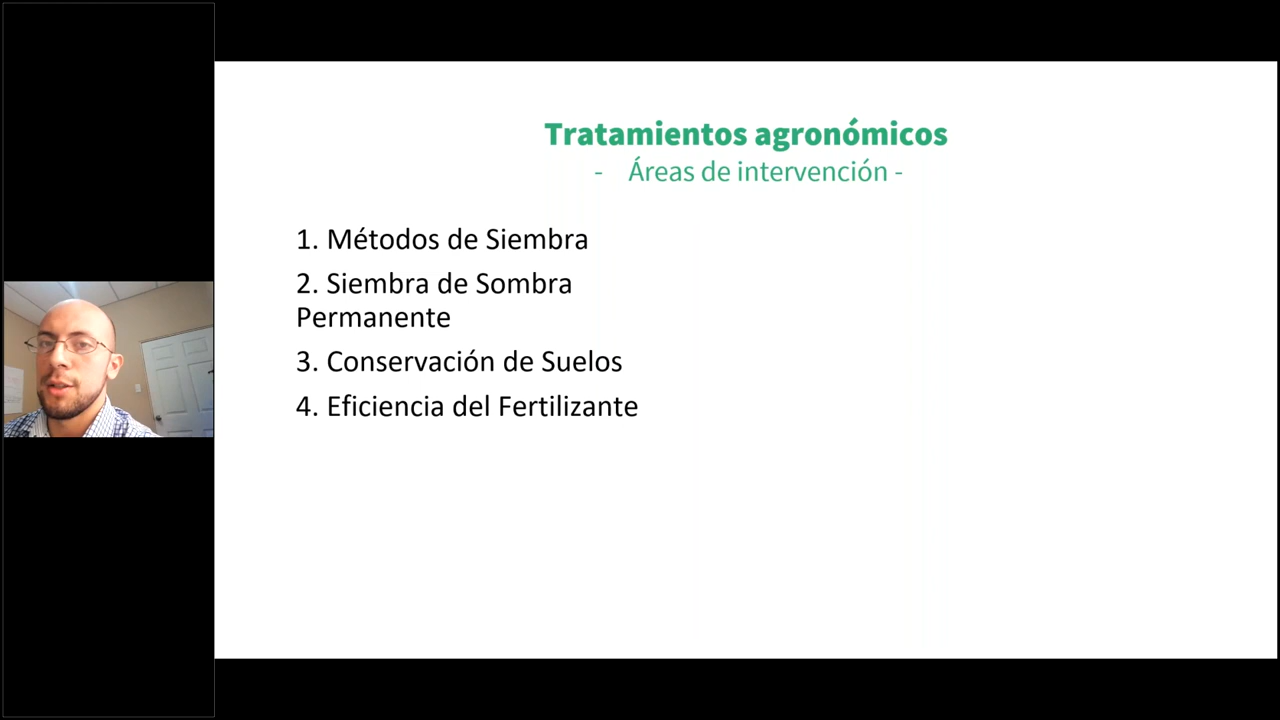 Tratamientos agronómicos
- Áreas de intervención -
1. Métodos de Siembra
2. Siembra de Sombra
Permanente
3. Conservación de Suelos
4. Eficiencia del Fertilizante